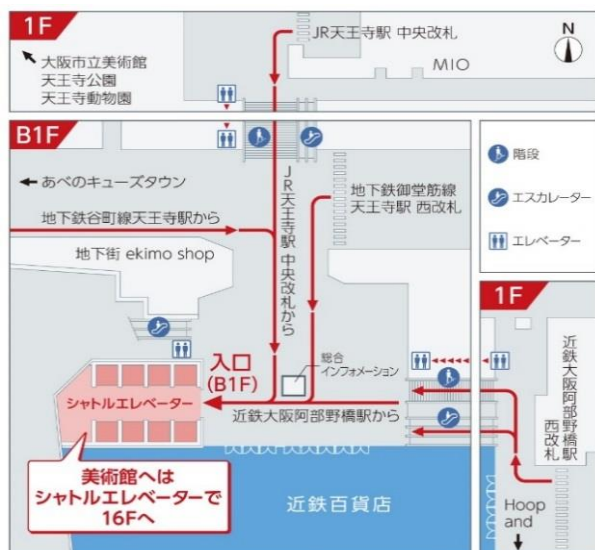 1F
JR天王寺駅 中央改札
N
MIO
大阪市立美術館
天王寺公園
天王寺動物園
B1F
あべのキューズタウン
地下鉄谷町線天王寺駅から
地下街 ekimo shop
JR天王寺駅 中央改札から
地下鉄御堂筋線
天王寺駅 西改札
階段
エスカレーター
エレベーター
1F
近鉄大阪阿部野橋駅
西改札
入口
(B1F)
総合
インフォメーション
シャトルエレベーター
近鉄大阪阿部野橋駅から
美術館へは
シャトルエレベーターで
16Fへ
近鉄百貨店
Hoop
and